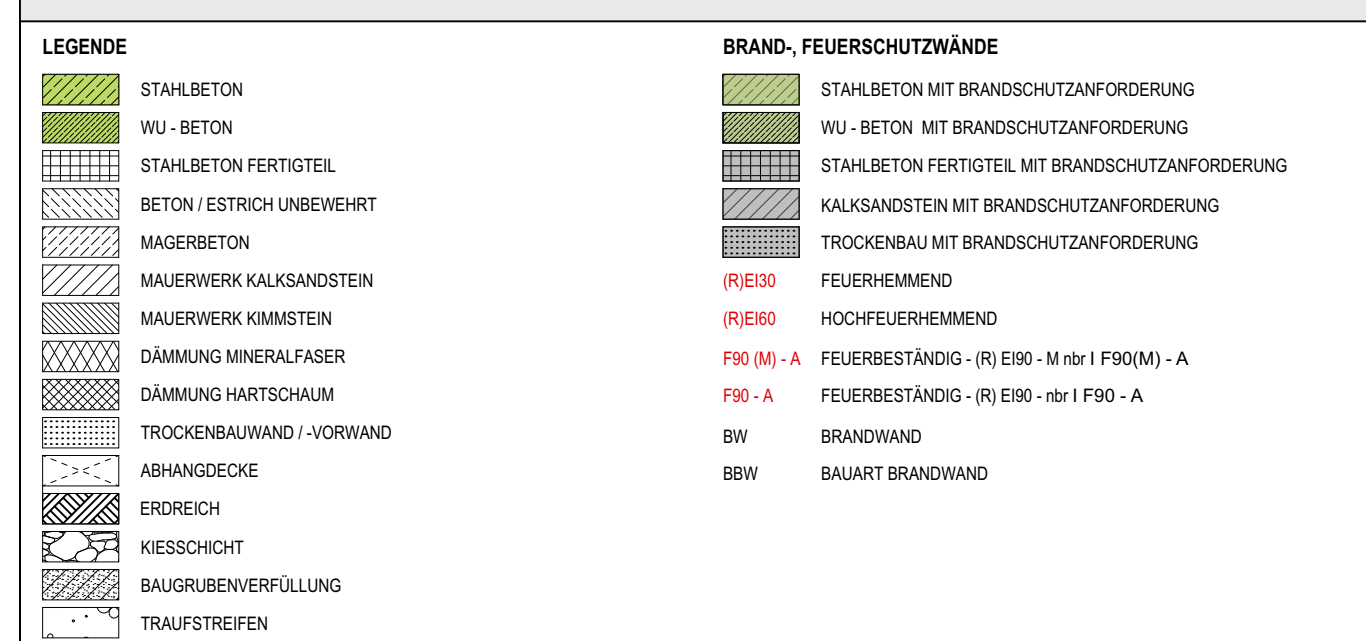 LEGENDE
STAHLBETON
WU - BETON
STAHLBETON FERTIGTEIL
BETON / ESTRICH UNBEWEHRT
MAGERBETON
MAUERWERK KALKSANDSTEIN
MAUERWERK KIMMSTEIN
DÄMMUNG MINERALFASER
DÄMMUNG HARTSCHAUM
TROCKENBAUWAND / -VORWAND
ABHANGDECKE
ERDREICH
KIESSCHICHT
BAUGRUBENVERFÜLLUNG
TRAUFSTREIFEN
BRAND-, FEUERSCHUTZWÄNDE
STAHLBETON MIT BRANDSCHUTZANFORDERUNG
WU - BETON MIT BRANDSCHUTZANFORDERUNG
STAHLBETON FERTIGTEIL MIT BRANDSCHUTZANFORDERUNG
KALKSANDSTEIN MIT BRANDSCHUTZANFORDERUNG
TROCKENBAU MIT BRANDSCHUTZANFORDERUNG
(R)EI30 FEUERHEMMEND
(R)EI60 HOCHFEUERHEMMEND
F90 (M) - A FEUERBESTÄNDIG - (R) EI90 - M nbr I F90(M) - A
F90 - A FEUERBESTÄNDIG - (R) EI90 - nbr I F90 - A
BW BRANDWAND
BBW BAUART BRANDWAND